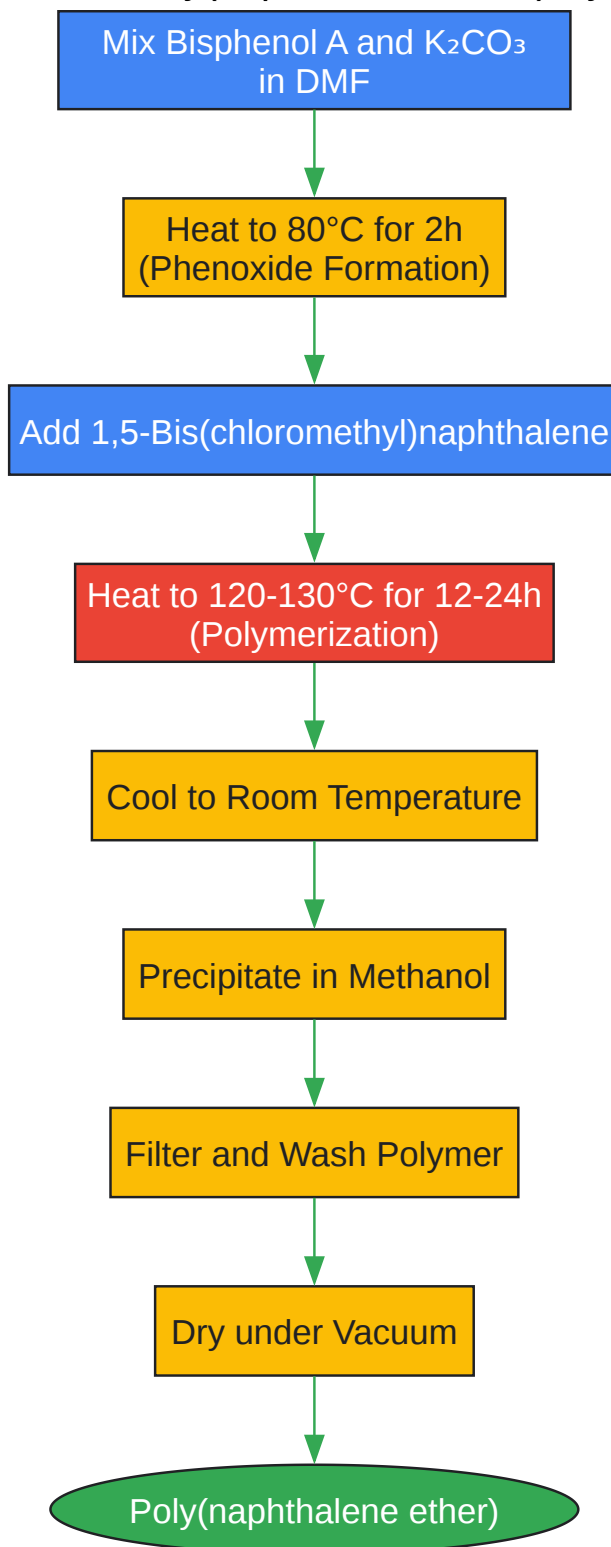 Mix Bisphenol A and K₂CO₃
in DMF
Heat to 80°C for 2h
(Phenoxide Formation)
Add 1,5-Bis(chloromethyl)naphthalene
Heat to 120-130°C for 12-24h
(Polymerization)
Cool to Room Temperature
Precipitate in Methanol
Filter and Wash Polymer
Dry under Vacuum
Poly(naphthalene ether)